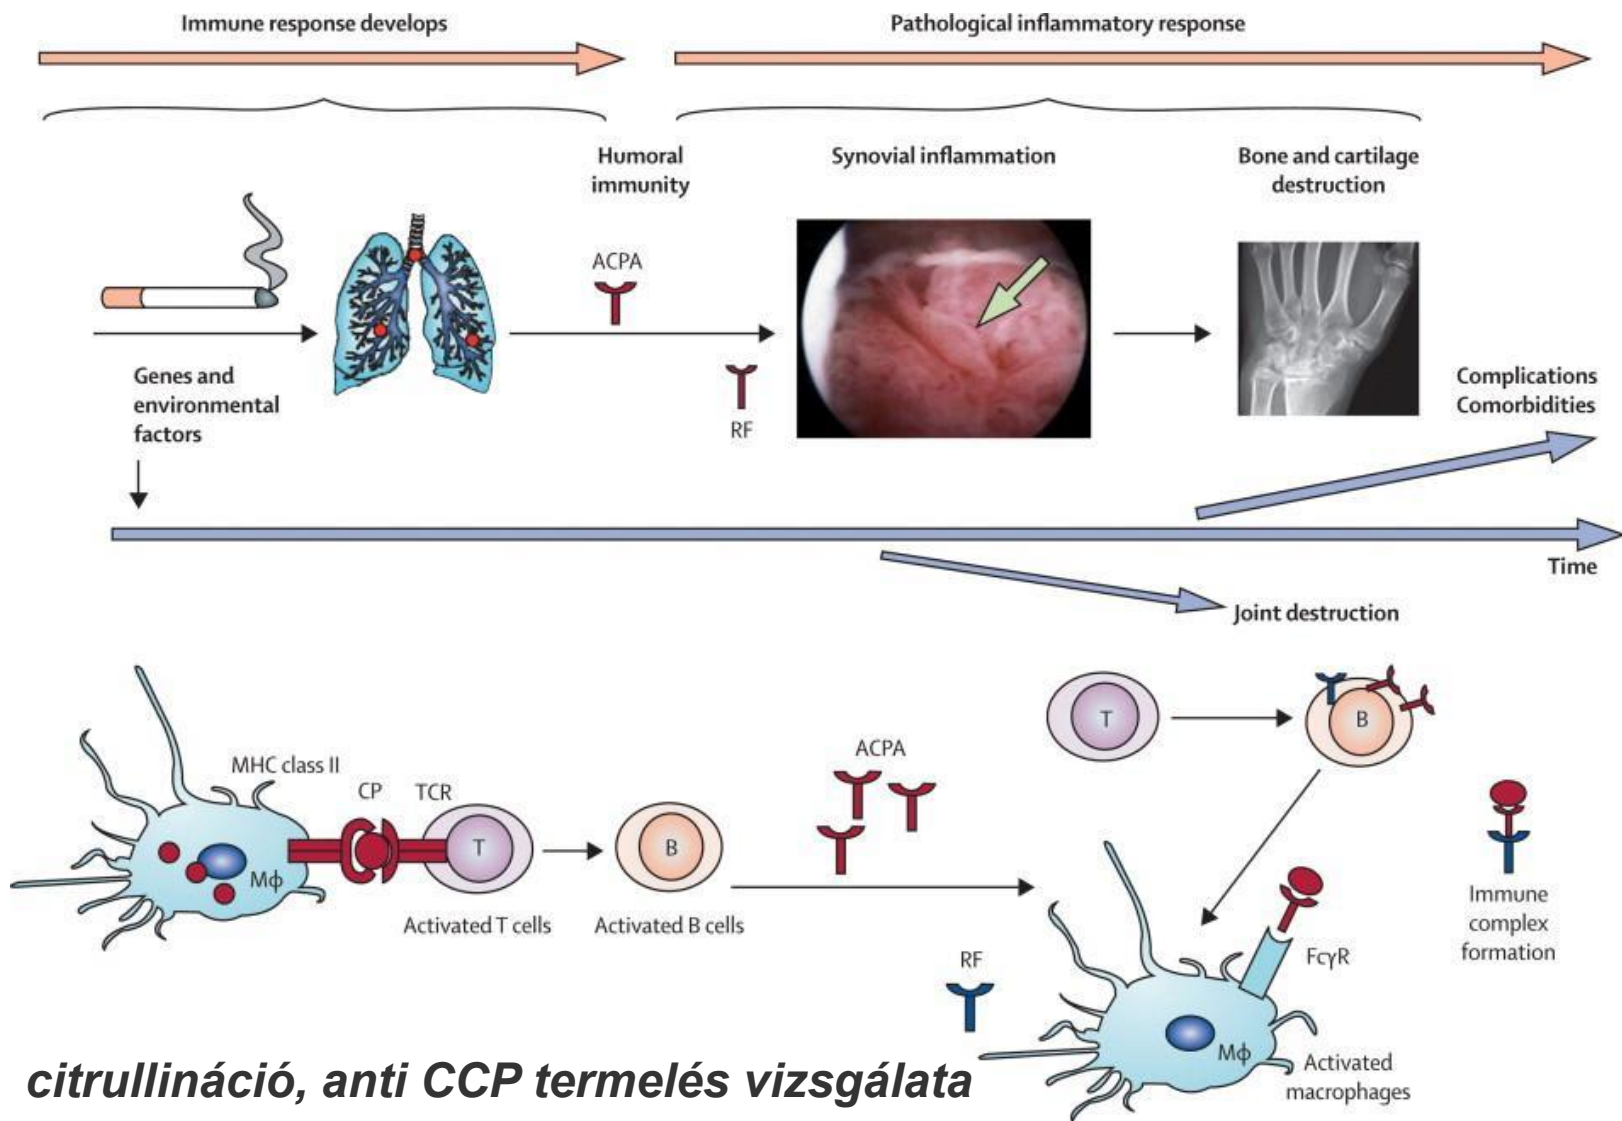 Immune response develops
Pathological inflammatory response
Humoral
immunity
Synovial inflammation
Bone and cartilage
destruction
ACPA
RF
Genes and
environmental
factors
Complications
Comorbidities
Time
Joint destruction
MHC class II
CP
TCR
T
B
Mϕ
Activated T cells
Activated B cells
ACPA
T
B
RF
FcγR
Mϕ
Activated
macrophages
Immune
complex
formation
citrullináció, anti CCP termelés vizsgálata